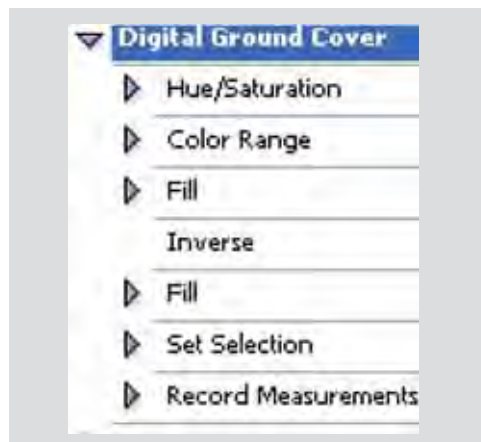 Digital Ground Cover
Hue/Saturation
Color Range
Fill
Inverse
Fill
Set Selection
Record Measurements